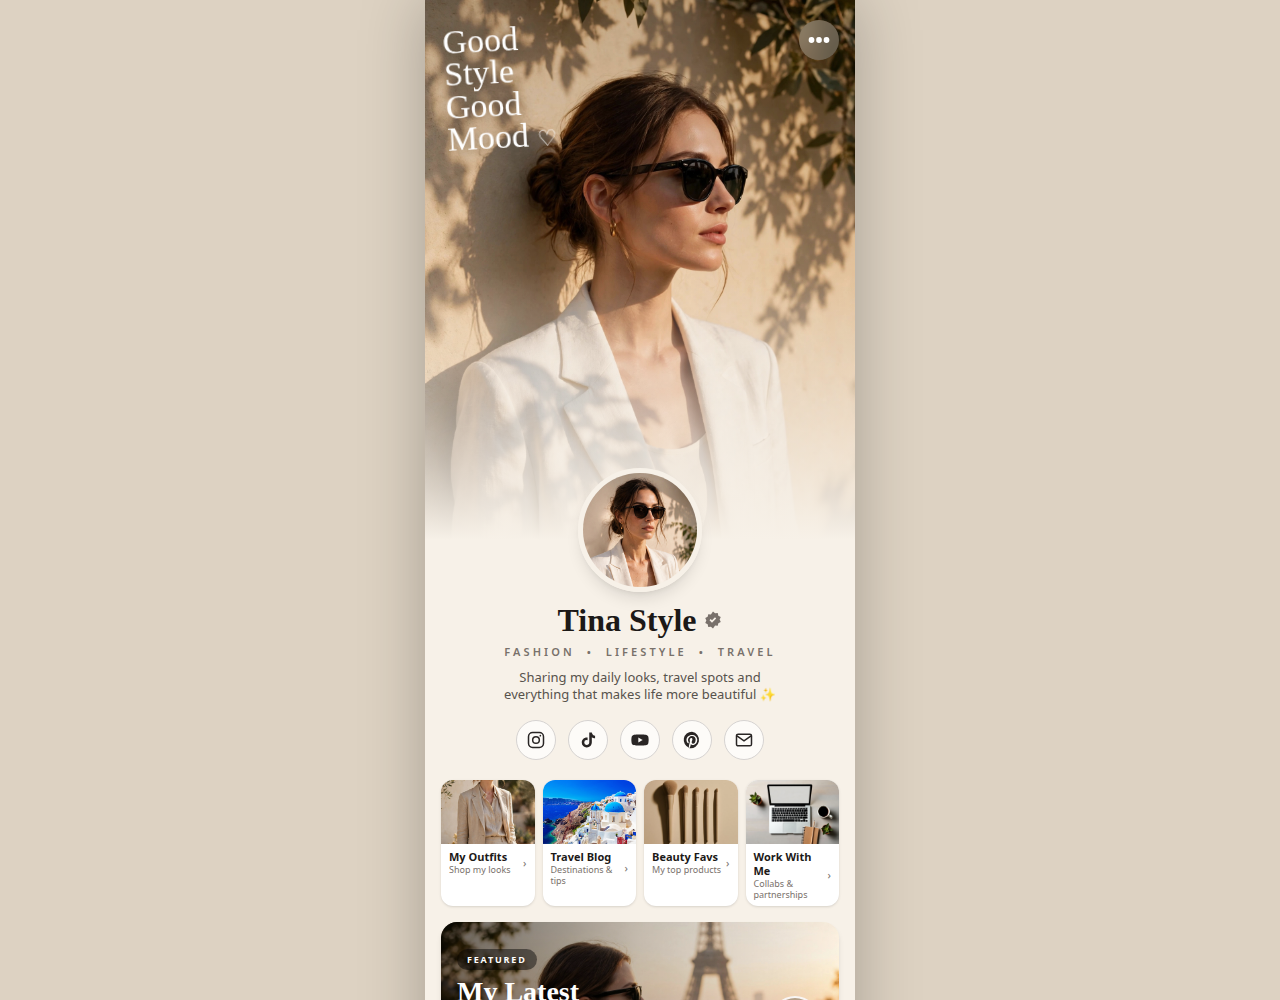 Good
Style
Good
Mood ♡
Tina Style
FASHION • LIFESTYLE • TRAVEL
Sharing my daily looks, travel spots and
everything that makes life more beautiful ✨
My Outfits
Shop my looks
›
Travel Blog
Destinations &
tips
›
Beauty Favs
My top products
›
Work With
Me
Collabs &
partnerships
›
FEATURED
My Latest